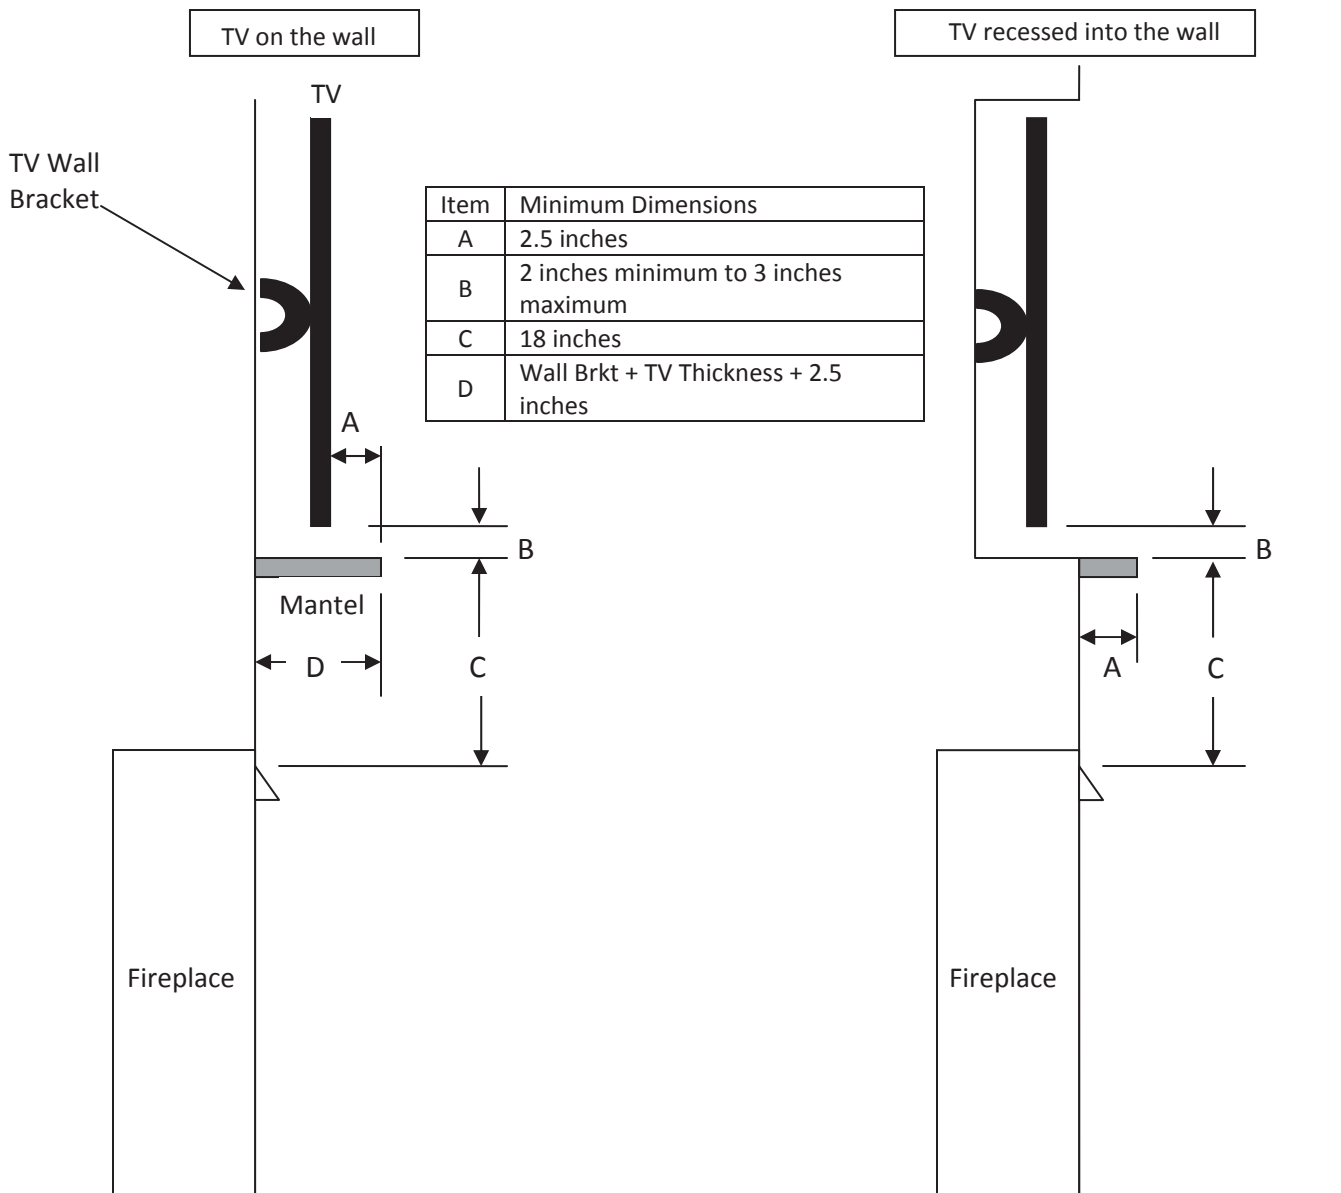 TV on the wall
TV recessed into the wall
TV
TV Wall
Bracket
Item Minimum Dimensions
A 2.5 inches
B 2 inches minimum to 3 inches
maximum
C 18 inches
D Wall Brkt + TV Thickness + 2.5
inches
A
B
Mantel
D
C
Fireplace
B
A
C
Fireplace